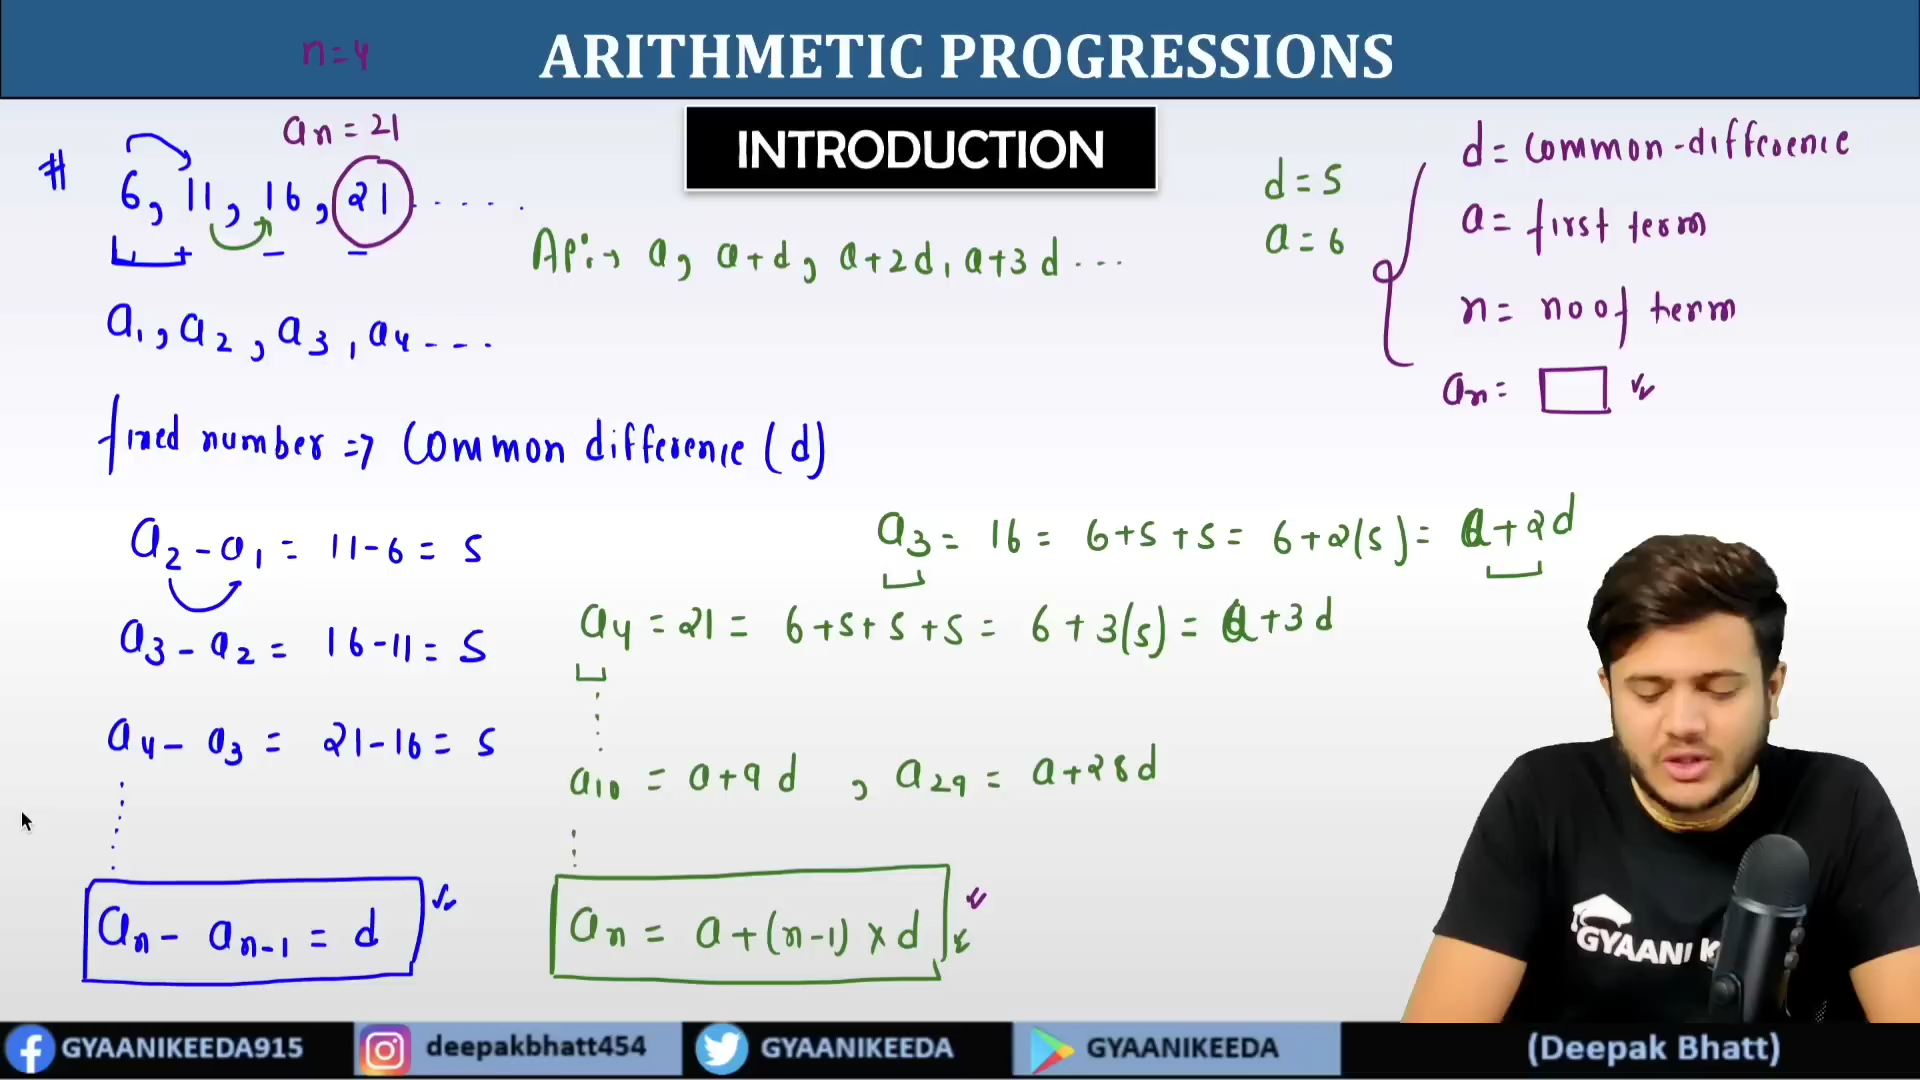 n=4
ARITHMETIC PROGRESSIONS
INTRODUCTION
an = 21
# 6, 11, 16, 21 .....
AP:→ a, a+d, a+2d, a+3d ...
a1, a2, a3, a4 ---
d = 5
a = 6
d = common-difference
a = first term
n = no of term
an =
fixed number => Common difference (d)
a2 - a1 = 11-6 = 5
a3 - a2 = 16-11 = 5
a4 - a3 = 21-16 = 5
an - an-1 = d
a3 = 16 = 6+5+5 = 6+2(5) = a+2d
a4 = 21 = 6+5+5+5 = 6+3(5) = a+3d
a10 = a+9d , a29 = a+28d
an = a+(n-1)×d
GYAANI K
GYAANIKEEDA915
deepakbhatt454
GYAANIKEEDA
GYAANIKEEDA
(Deepak Bhatt)